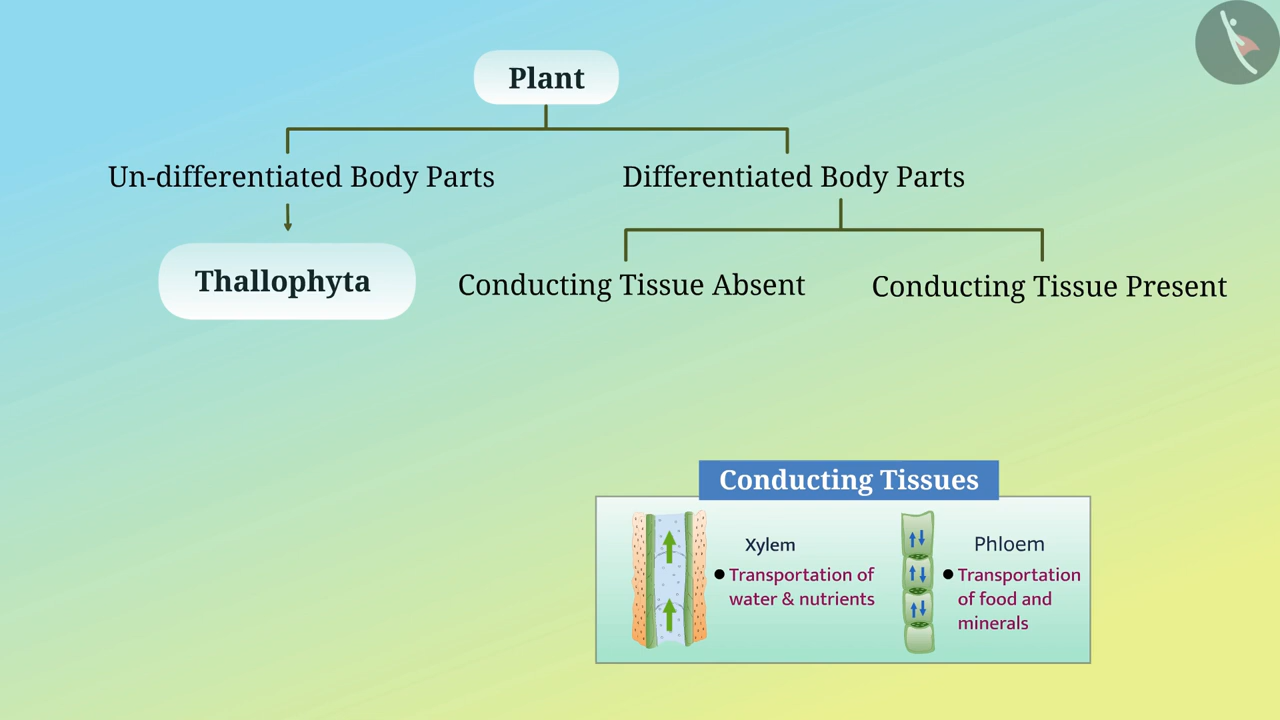 Plant
Un-differentiated Body Parts
Differentiated Body Parts
Thallophyta
Conducting Tissue Absent
Conducting Tissue Present
Conducting Tissues
Xylem
● Transportation of
water & nutrients
Phloem
● Transportation
of food and
minerals